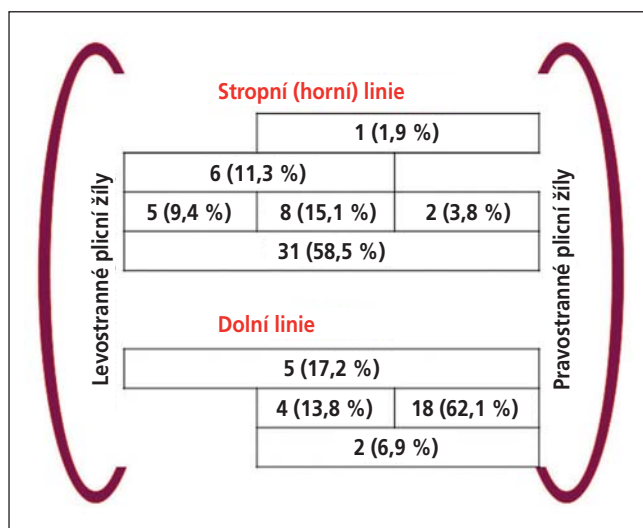 Stropní (horní) linie
1 (1,9 %)
6 (11,3 %)
5 (9,4 %) 8 (15,1 %) 2 (3,8 %)
31 (58,5 %)
Levostranné plicní žíly
Pravostranné plicní žíly
Dolní linie
5 (17,2 %)
4 (13,8 %) 18 (62,1 %)
2 (6,9 %)